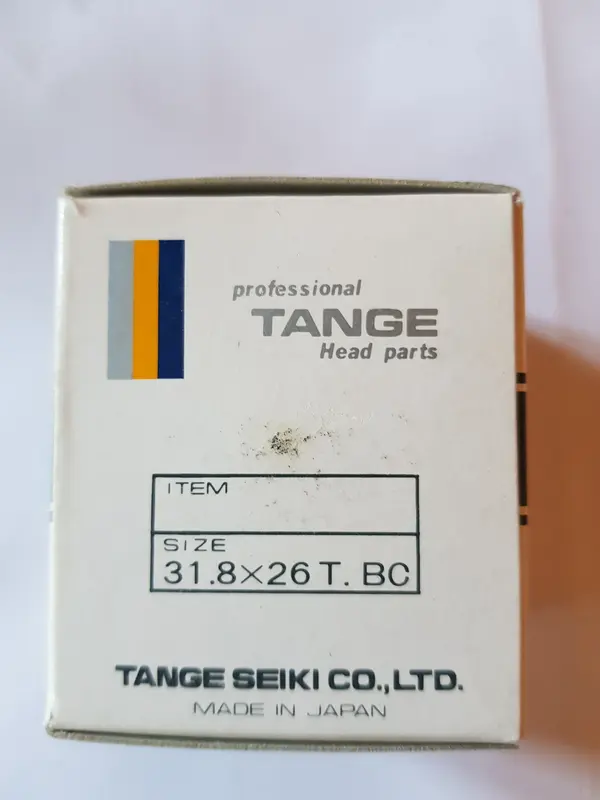 professional
TANGE
Head parts
ITEM
SIZE
31.8×26 T. BC
TANGE SEIKI CO.,LTD.
MADE IN JAPAN